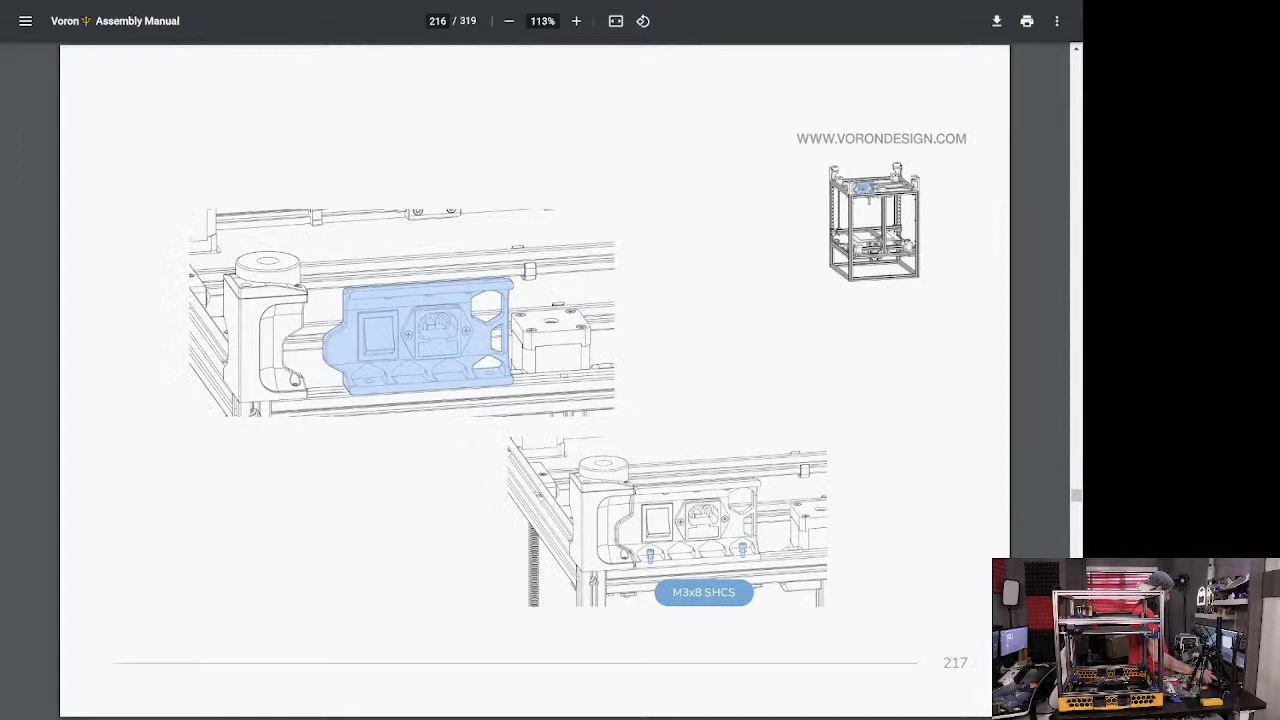 Voron Assembly Manual
216 / 319
113%
WWW.VORONDESIGN.COM
M3x8 SHCS
217